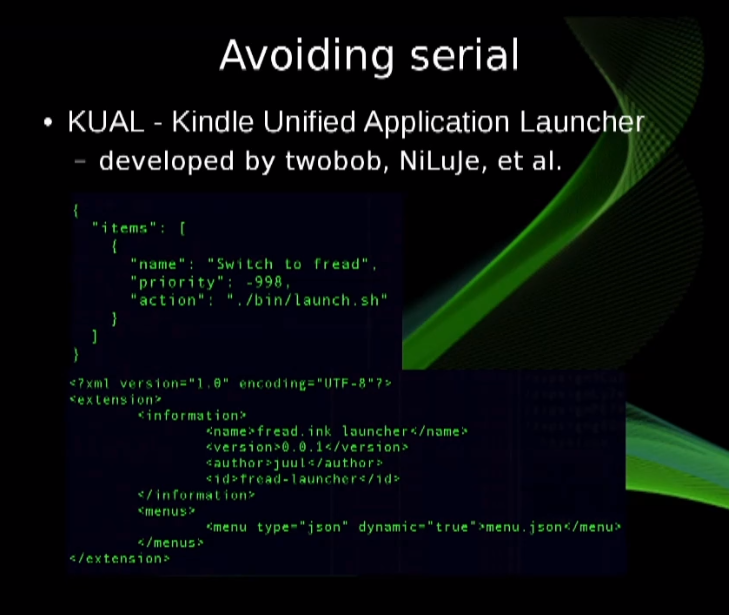 Avoiding serial
• KUAL - Kindle Unified Application Launcher
– developed by twobob, NiLuJe, et al.
{
"items": [
{
"name": "Switch to fread",
"priority": -998,
"action": "./bin/launch.sh"
}
]
}
<?xml version="1.0" encoding="UTF-8"?>
<extension>
<information>
<name>fread.ink launcher</name>
<version>0.0.1</version>
<author>juul</author>
<id>fread-launcher</id>
</information>
<menus>
<menu type="json" dynamic="true">menu.json</menu>
</menus>
</extension>